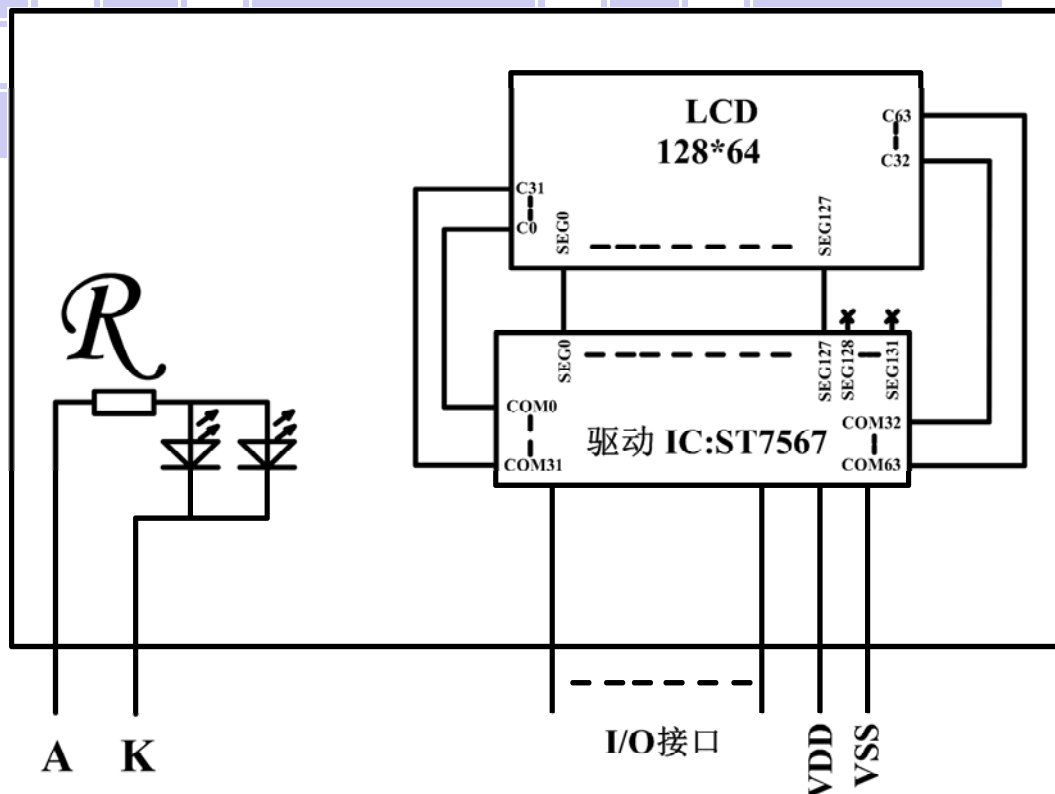 LCD
128*64
C63
C32
C31
C0
SEG0
SEG127
R
SEG0
SEG127
SEG128
SEG131
COM0
COM31
驱动 IC:ST7567
COM32
COM63
A
K
I/O接口
VDD
VSS